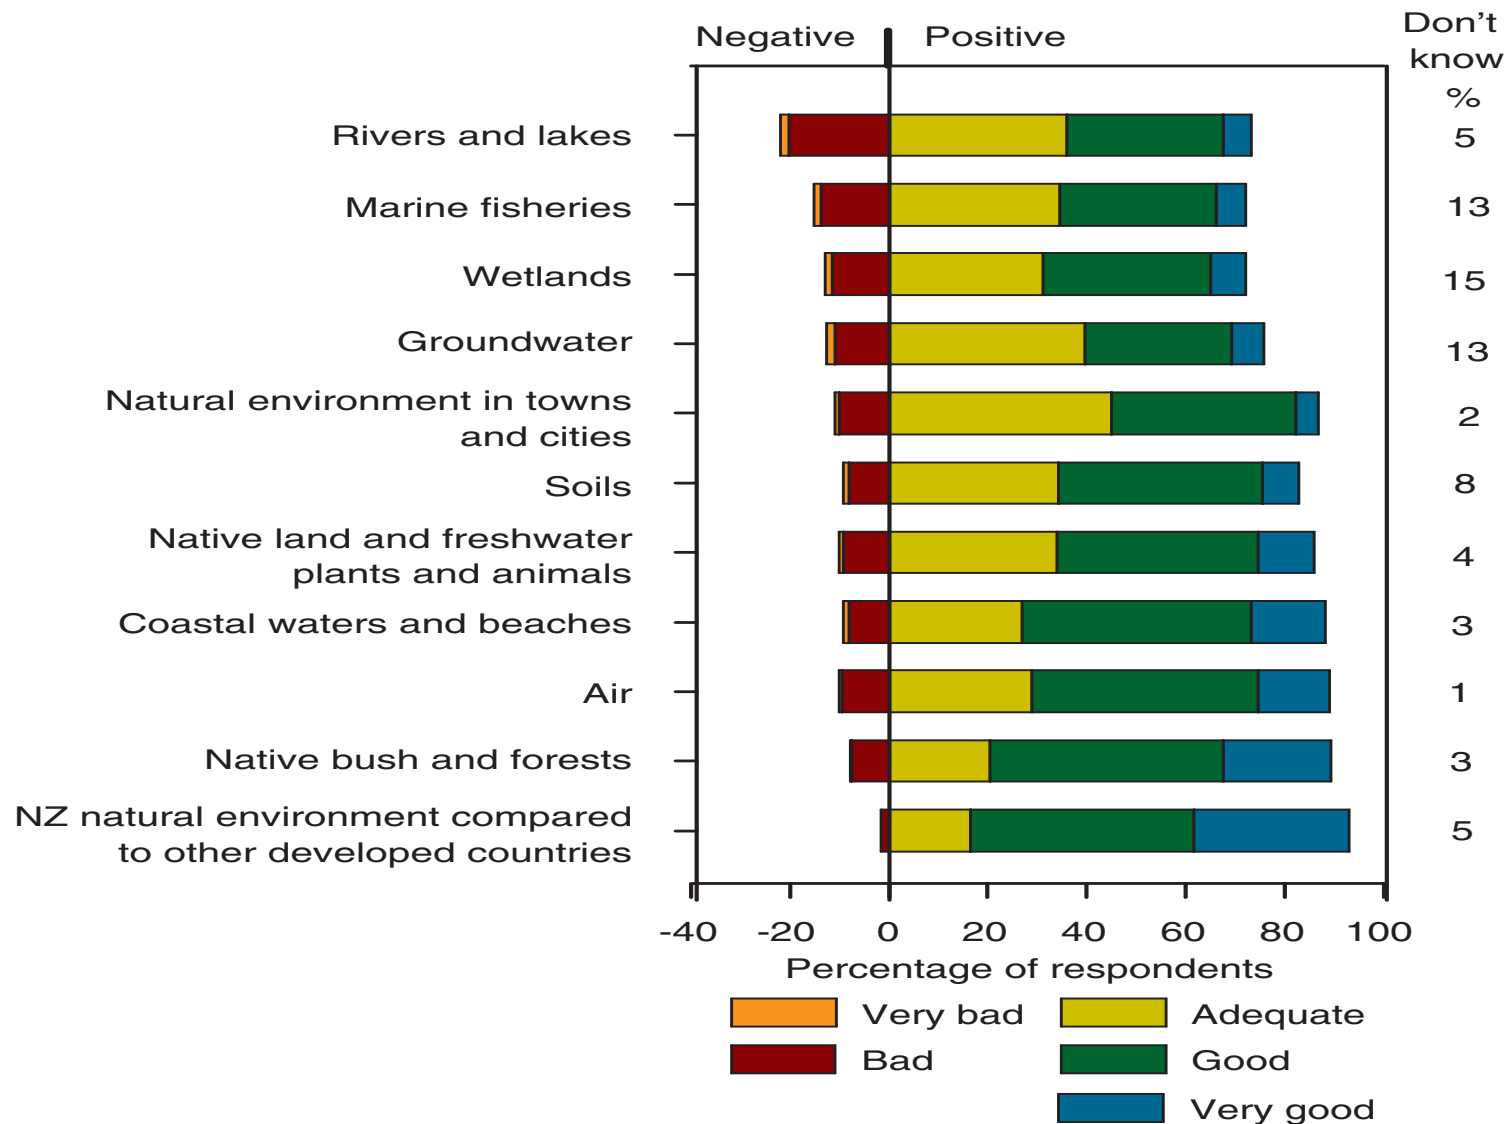 Negative Positive Don't
know
%
Rivers and lakes 5
Marine fisheries 13
Wetlands 15
Groundwater 13
Natural environment in towns
and cities 2
Soils 8
Native land and freshwater
plants and animals 4
Coastal waters and beaches 3
Air 1
Native bush and forests 3
NZ natural environment compared
to other developed countries 5
-40 -20 0 20 40 60 80 100
Percentage of respondents
Very bad Adequate
Bad Good
Very good